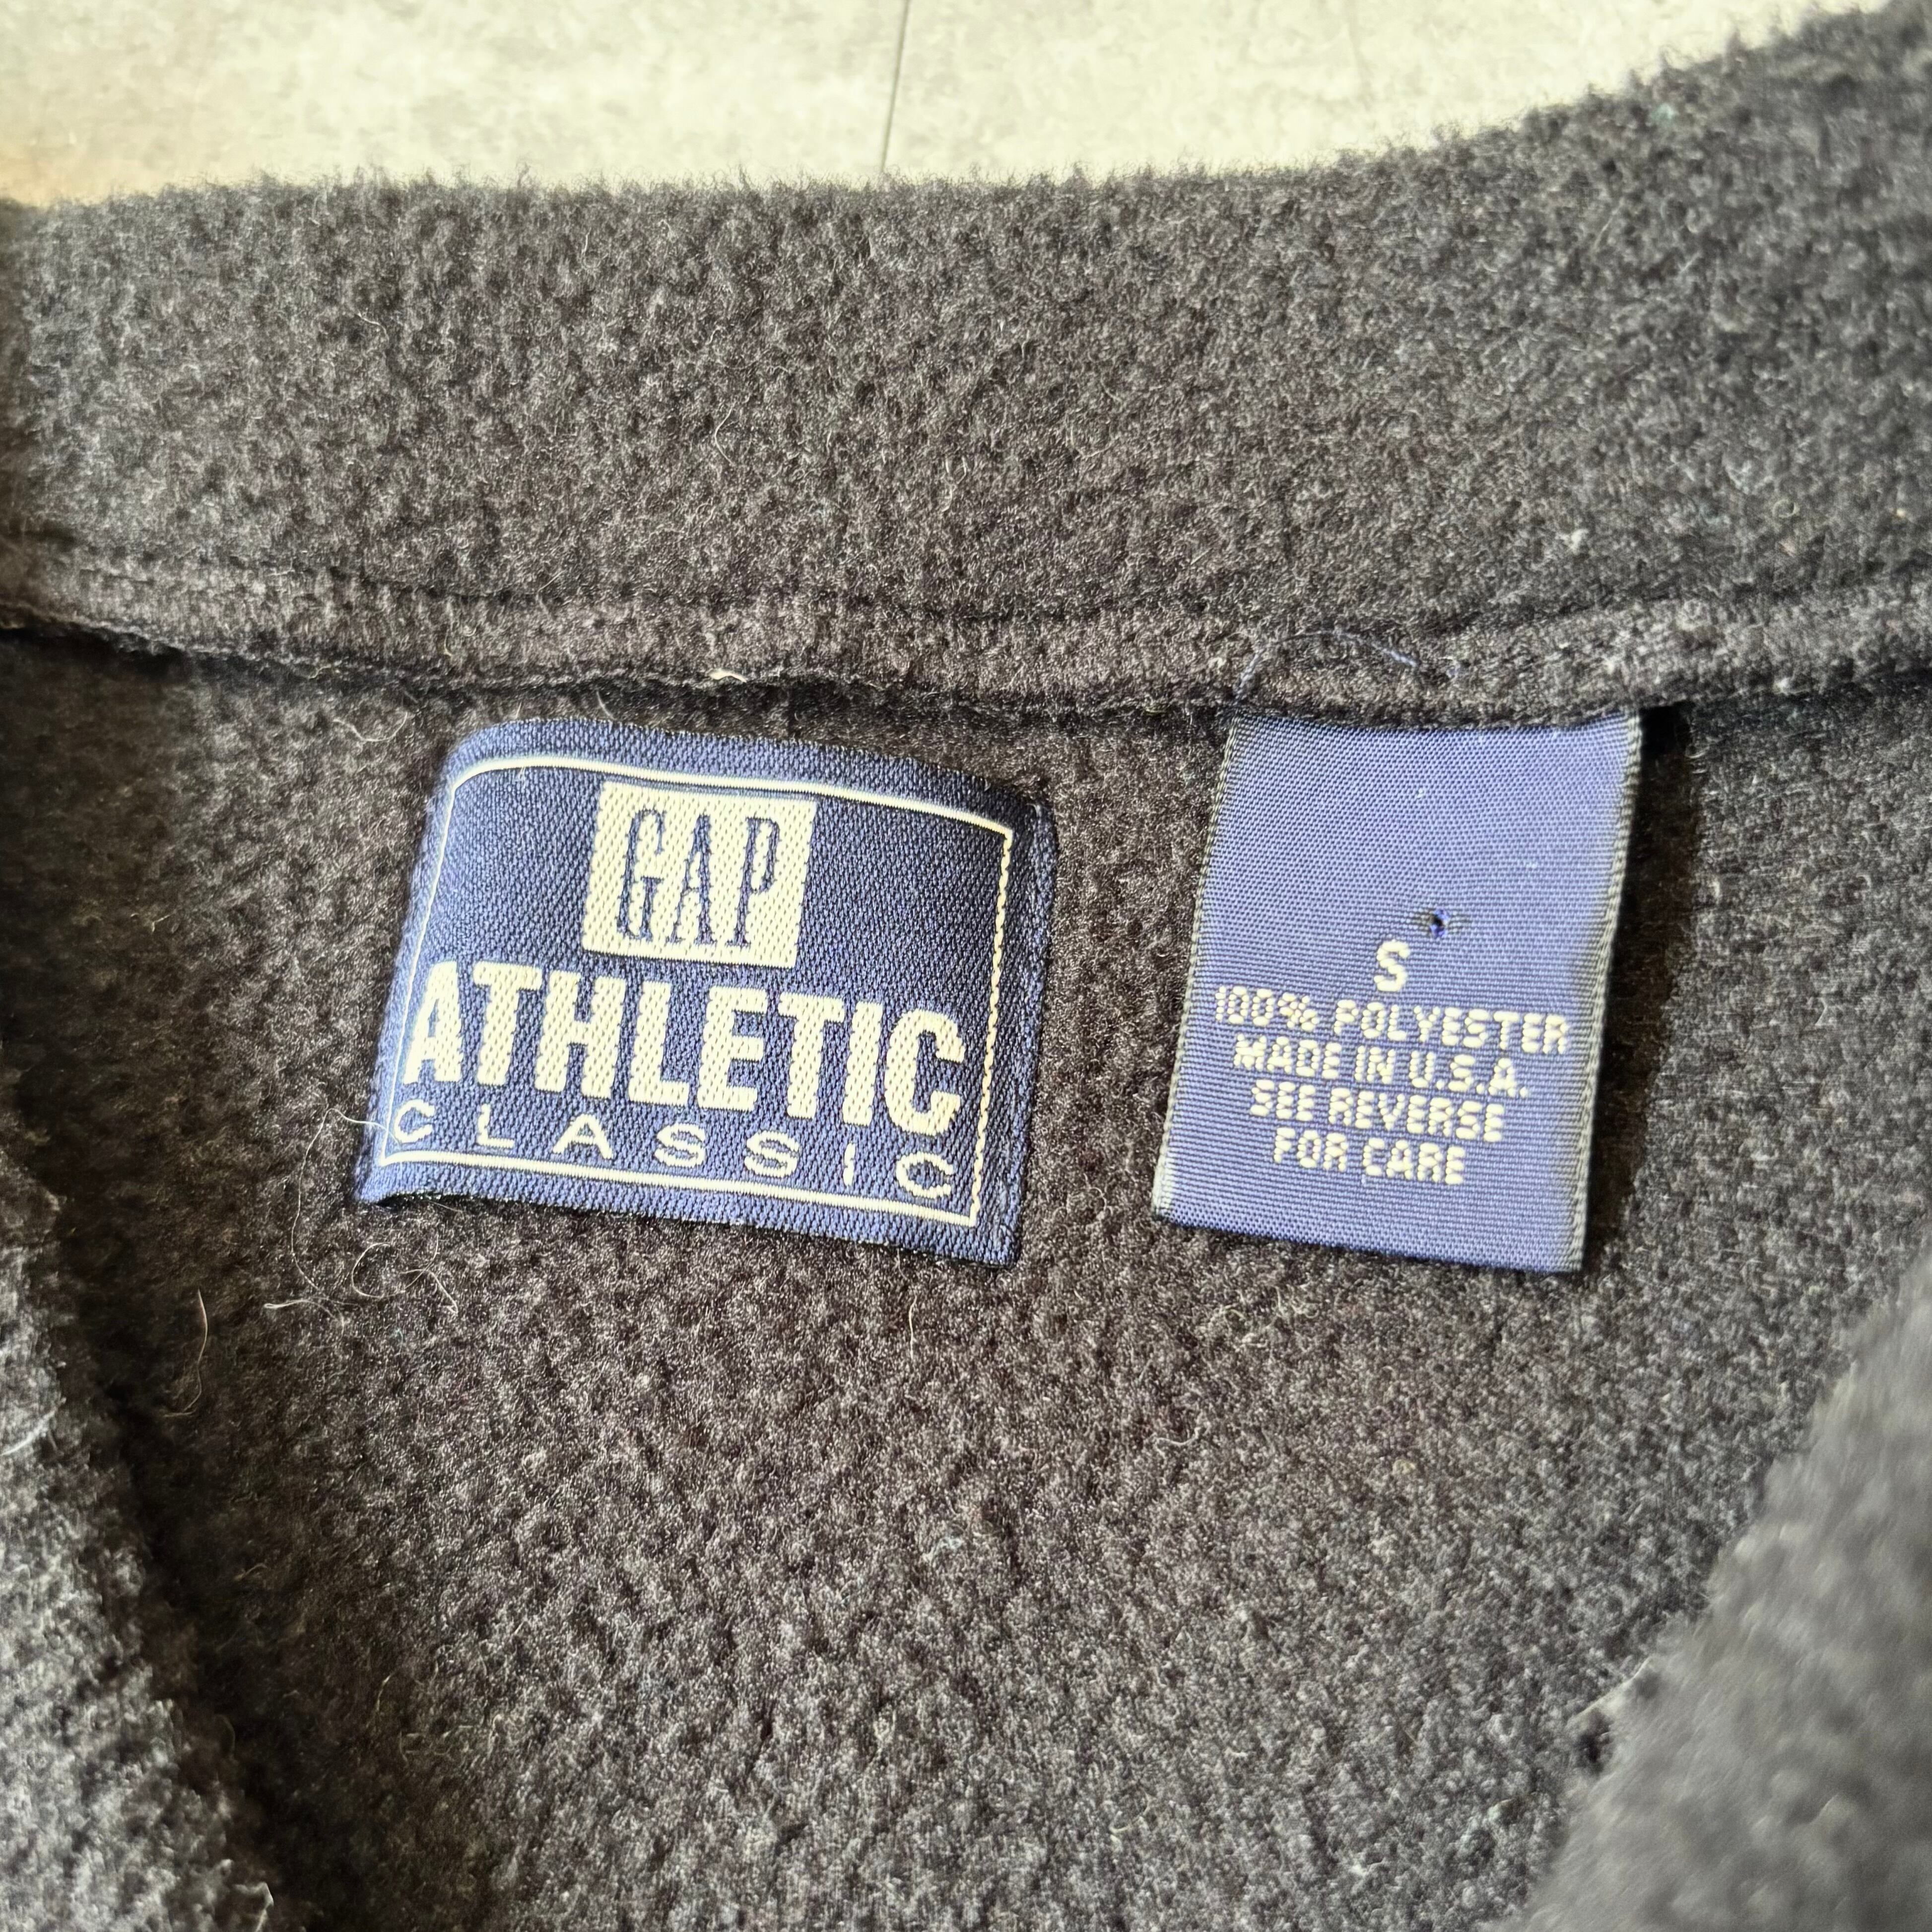 GAP
ATHLETIC
CLASSIC
S
100% POLYESTER
MADE IN U.S.A.
SEE REVERSE
FOR CARE